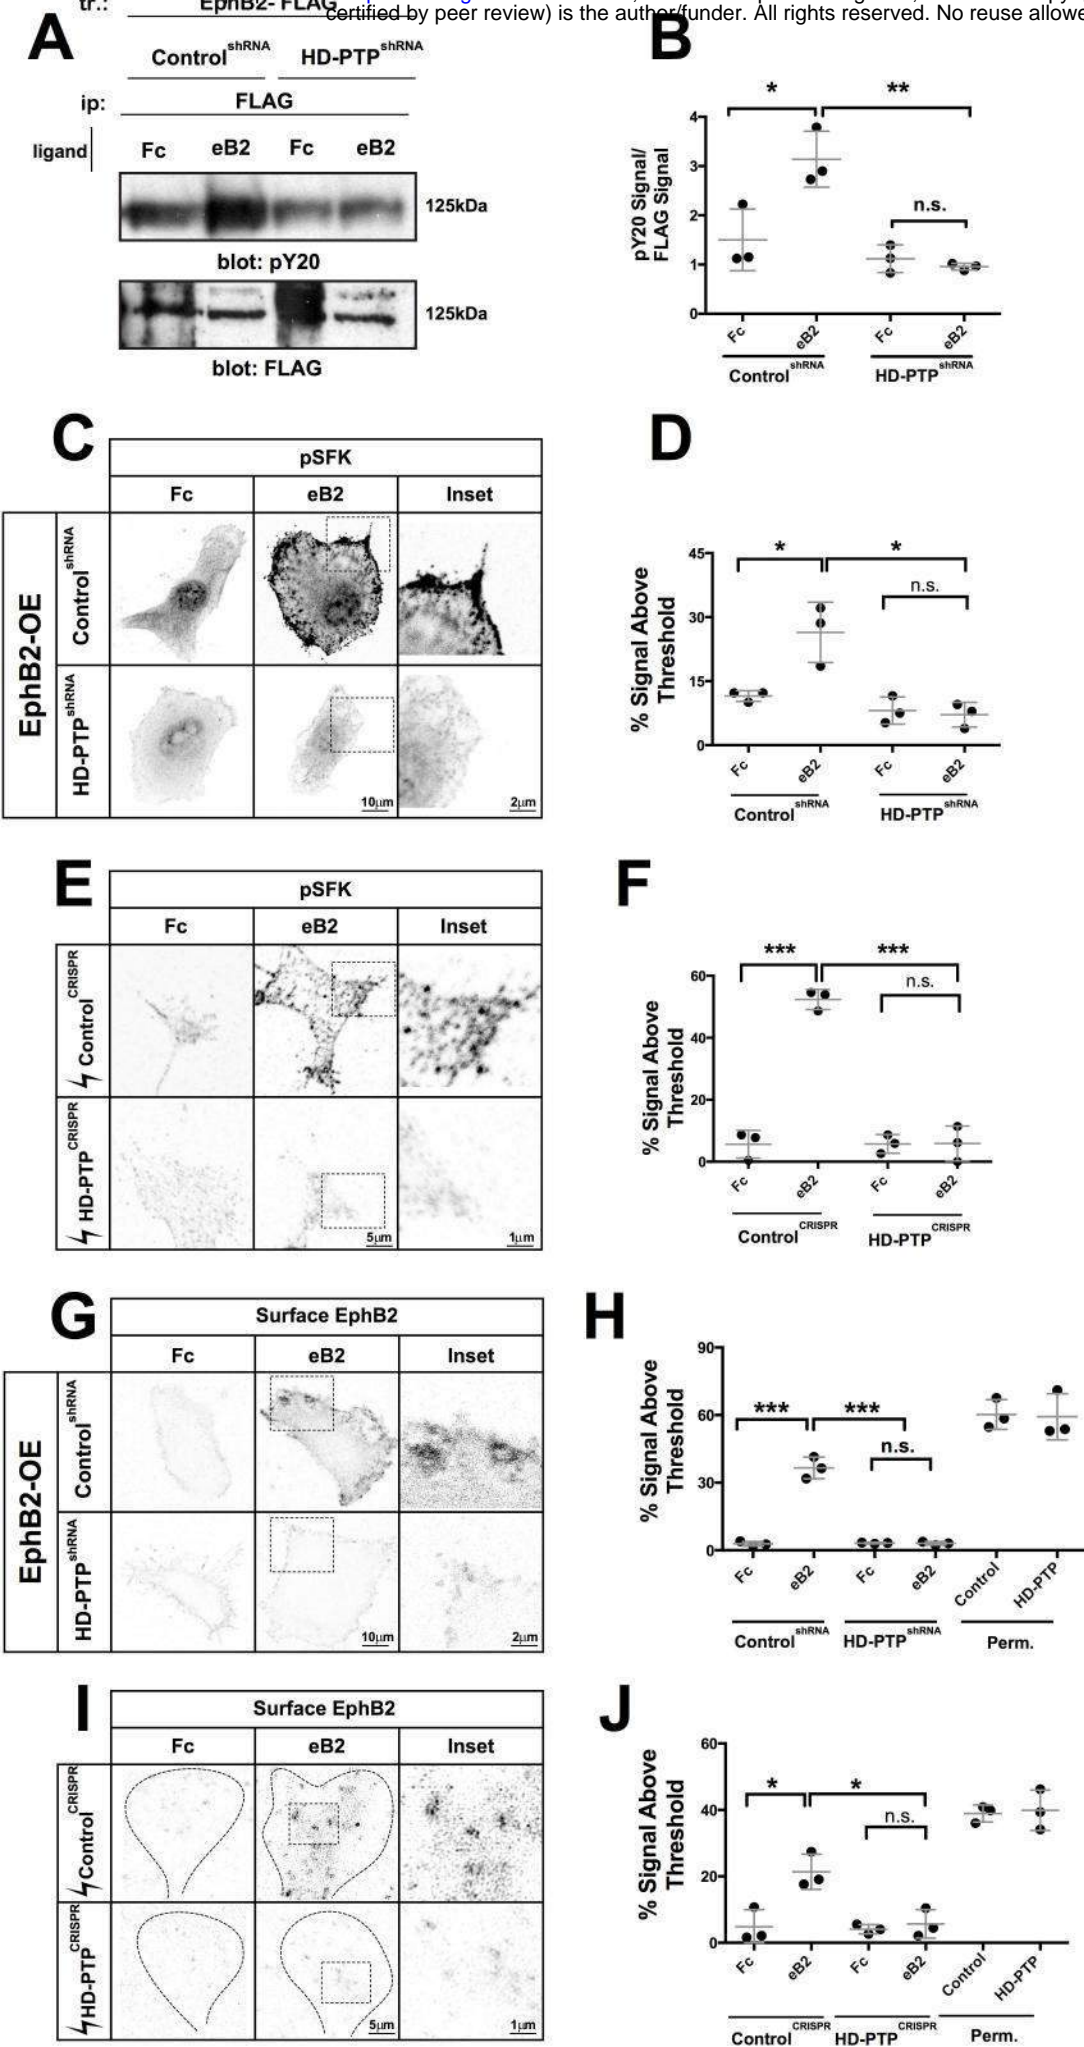 tr.: EphB2- FLAG
certified by peer review) is the author/funder. All rights reserved. No reuse allowe
A
Control shRNA HD-PTP shRNA
ip: FLAG
ligand Fc eB2 Fc eB2
125kDa
blot: pY20
125kDa
blot: FLAG
B
* **
n.s.
pY20 Signal/
FLAG Signal
4
3
2
1
0
Fc eB2 Fc eB2
Control shRNA HD-PTP shRNA
C
pSFK
Fc eB2 Inset
EphB2-OE
Control shRNA
HD-PTP shRNA
10µm 2µm
D
* *
n.s.
% Signal Above
Threshold
45
30
15
0
Fc eB2 Fc eB2
Control shRNA HD-PTP shRNA
E
pSFK
Fc eB2 Inset
Control CRISPR
HD-PTP CRISPR
5µm 1µm
F
*** ***
n.s.
% Signal Above
Threshold
60
40
20
0
Fc eB2 Fc eB2
Control CRISPR HD-PTP CRISPR
G
Surface EphB2
Fc eB2 Inset
EphB2-OE
Control shRNA
HD-PTP shRNA
10µm 2µm
H
*** ***
n.s.
% Signal Above
Threshold
90
60
30
0
Fc eB2 Fc eB2 Control HD-PTP
Control shRNA HD-PTP shRNA Perm.
I
Surface EphB2
Fc eB2 Inset
Control CRISPR
HD-PTP CRISPR
5µm 1µm
J
* *
n.s.
% Signal Above
Threshold
60
40
20
0
Fc eB2 Fc eB2 Control HD-PTP
Control CRISPR HD-PTP CRISPR Perm.